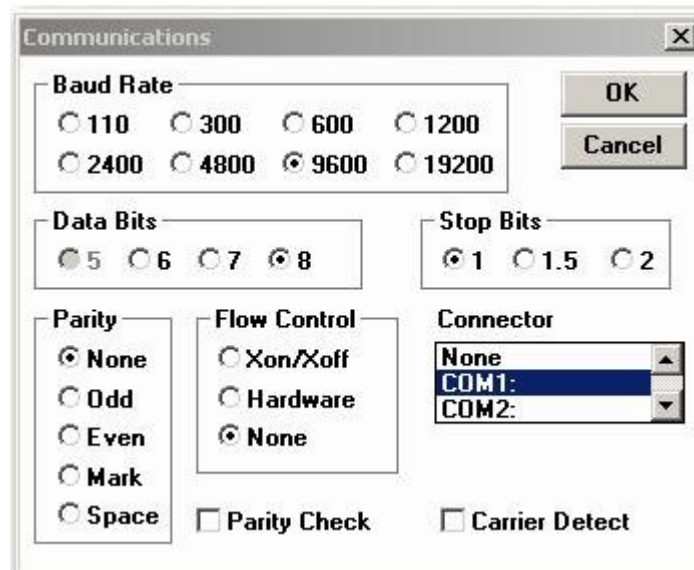 Communications
Baud Rate
110 300 600 1200
2400 4800 9600 19200
OK
Cancel
Data Bits
5 6 7 8
Stop Bits
1 1.5 2
Parity
None
Odd
Even
Mark
Space
Flow Control
Xon/Xoff
Hardware
None
Connector
None
COM1:
COM2:
Parity Check
Carrier Detect